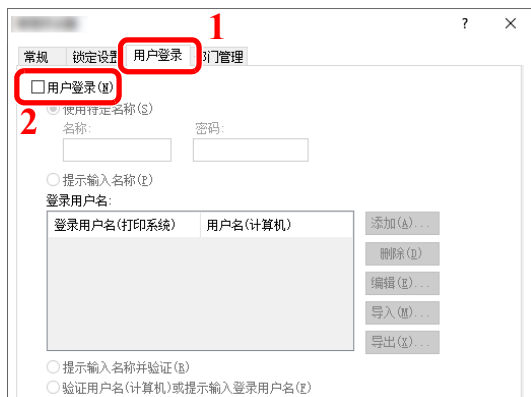 1
? ×
常规 锁定设置 用户登录 部门管理
用户登录(N)
2
使用特定名称(S)
名称: 密码:
提示输入名称(P)
登录用户名:
登录用户名(打印系统) 用户名(计算机)
添加(A)...
删除(D)
编辑(E)...
导入(M)...
导出(X)...
提示输入名称并验证(R)
验证用户名(计算机)或提示输入登录用户名(F)